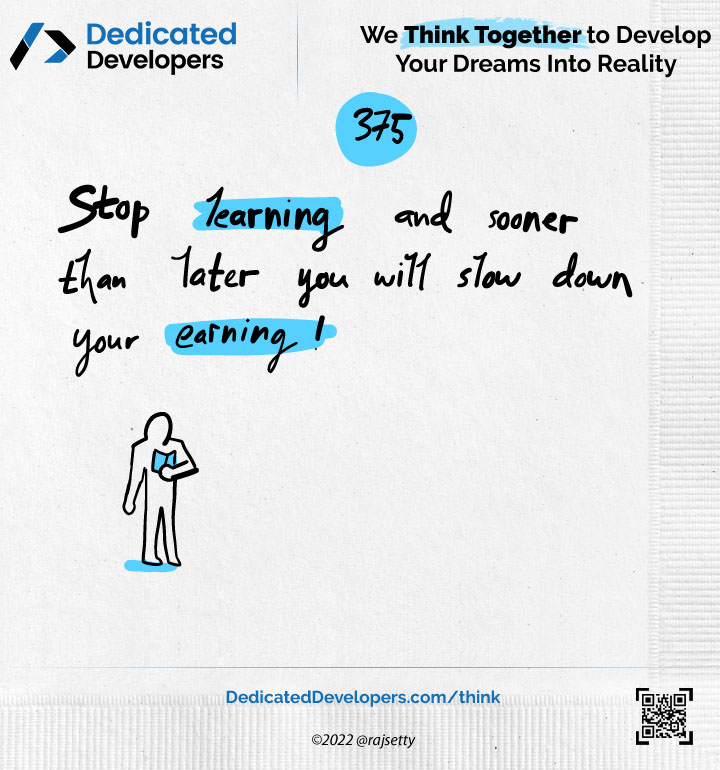 Dedicated
Developers
We Think Together to Develop
Your Dreams Into Reality
375
Stop learning and sooner
than later you will slow down
your earning!
DedicatedDevelopers.com/think
©2022 @rajsetty